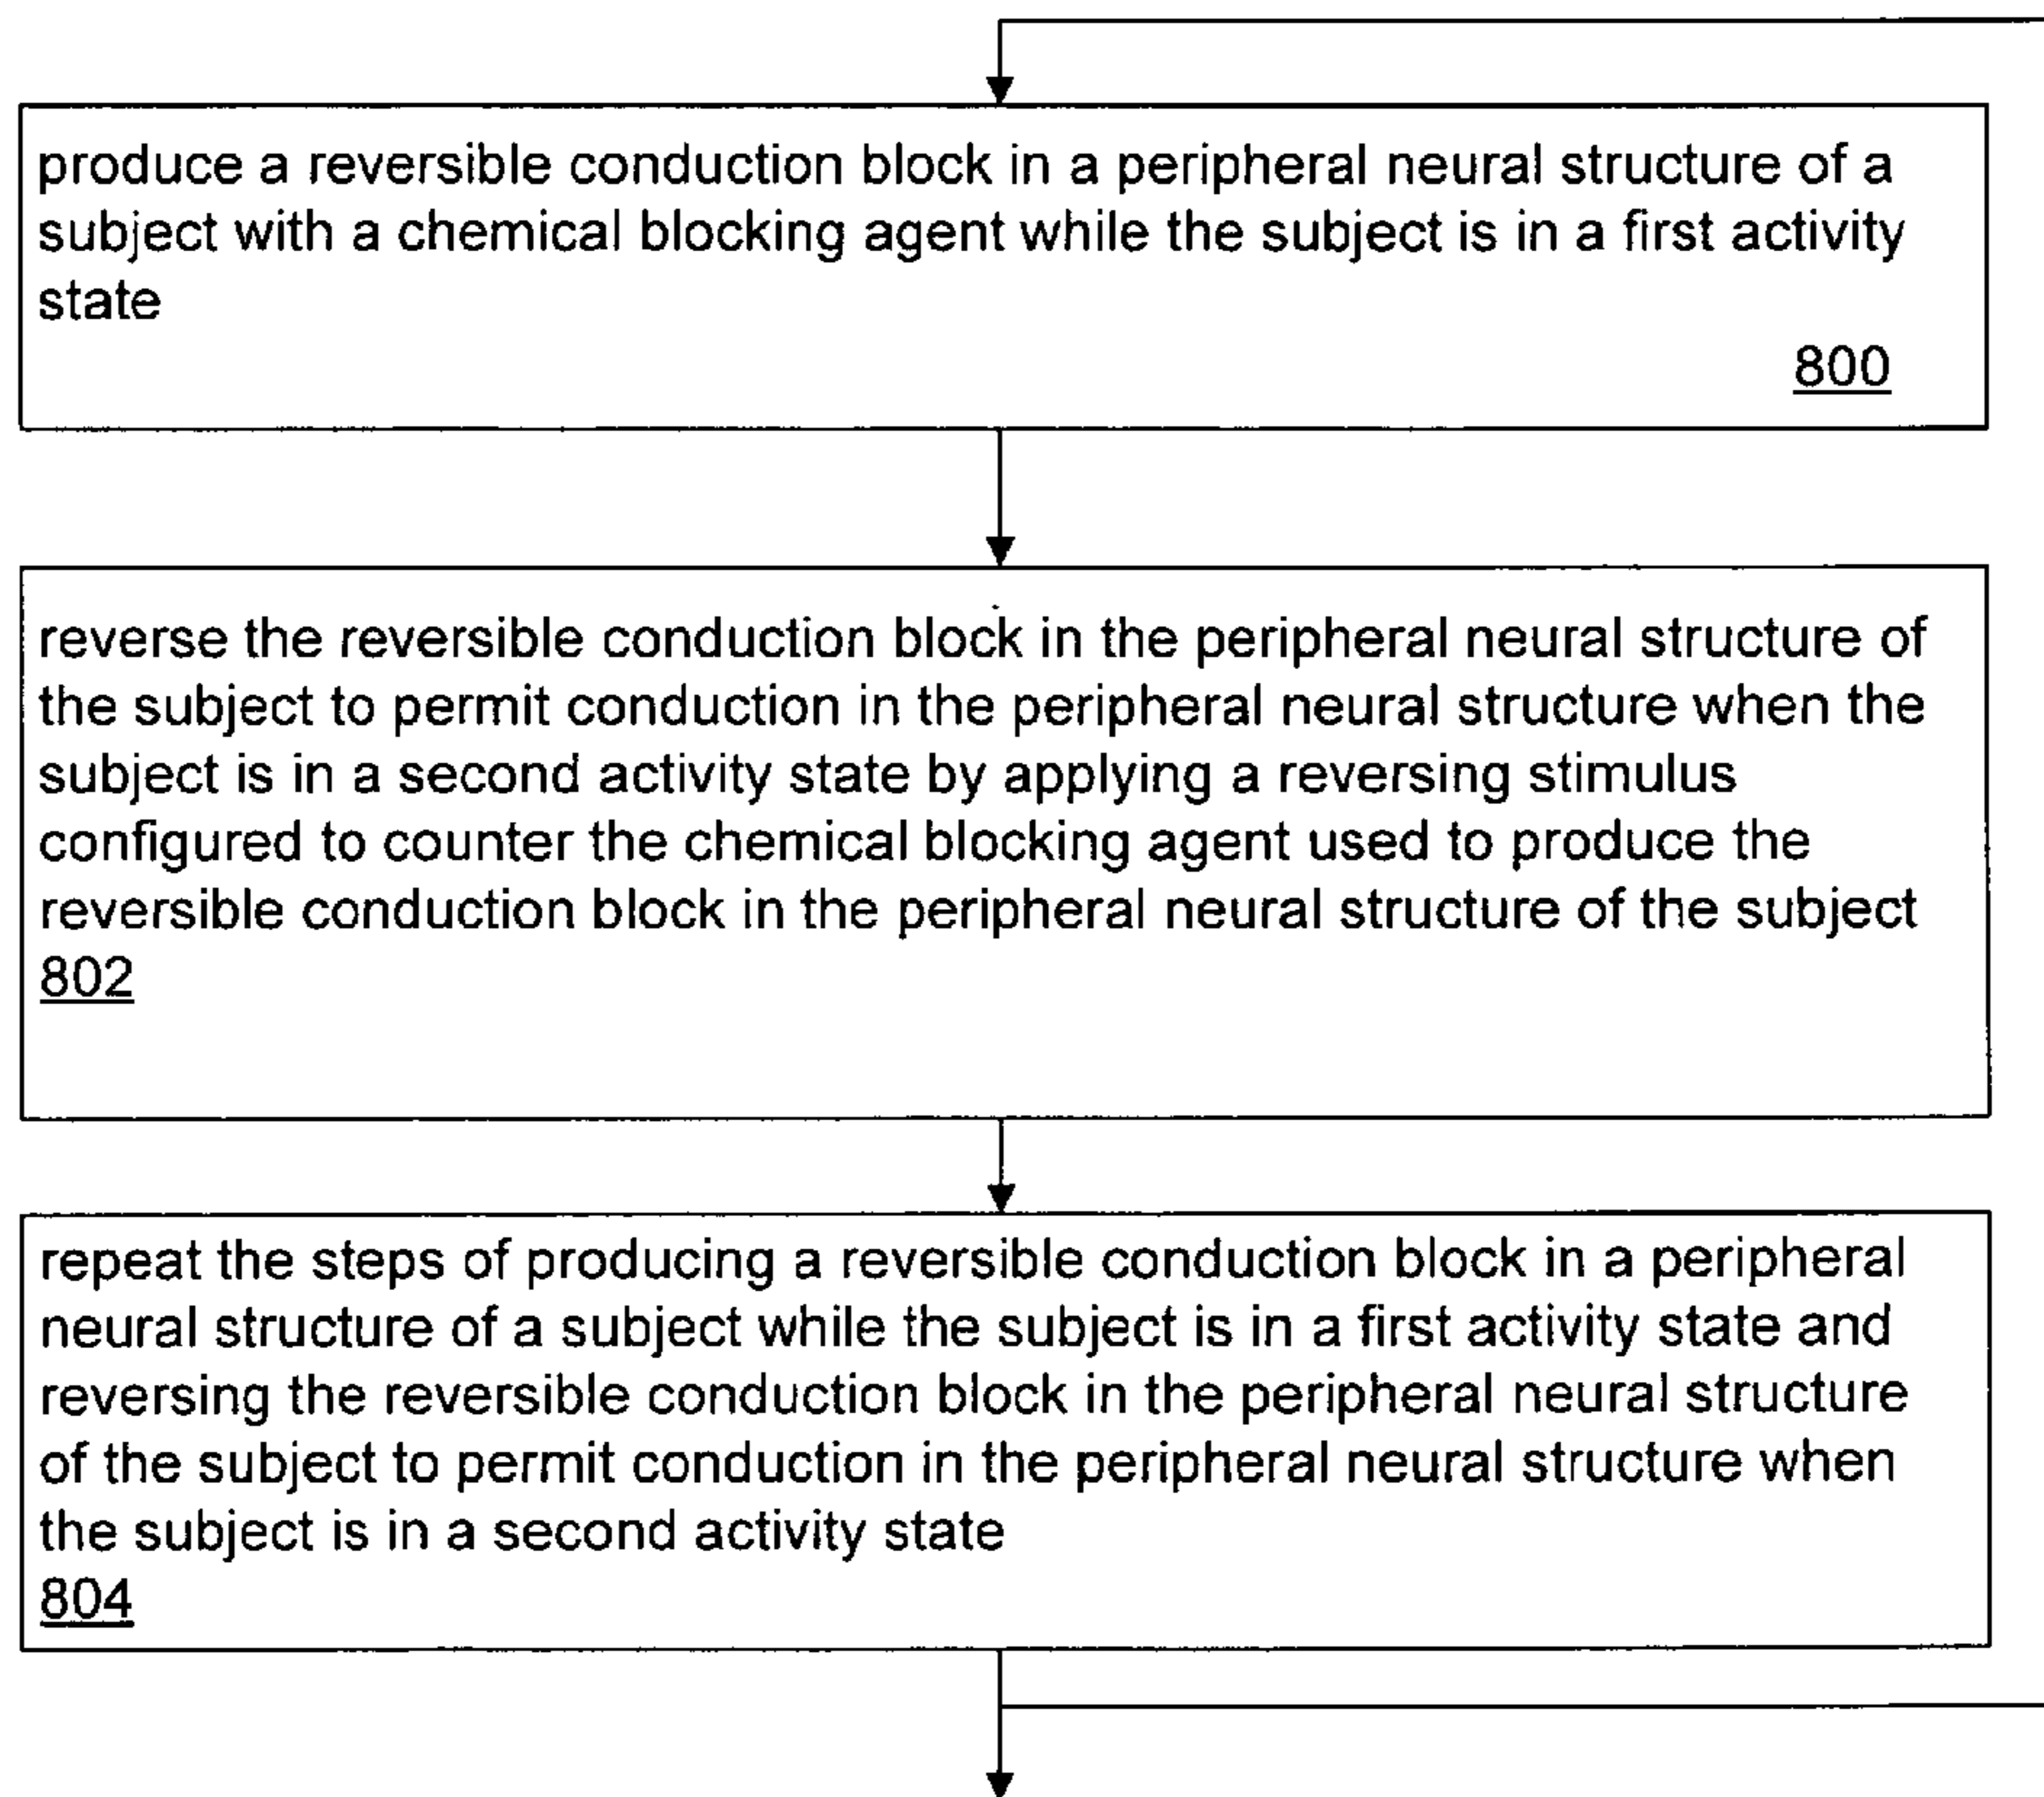 produce a reversible conduction block in a peripheral neural structure of a
subject with a chemical blocking agent while the subject is in a first activity
state
800
reverse the reversible conduction block in the peripheral neural structure of
the subject to permit conduction in the peripheral neural structure when the
subject is in a second activity state by applying a reversing stimulus
configured to counter the chemical blocking agent used to produce the
reversible conduction block in the peripheral neural structure of the subject
802
repeat the steps of producing a reversible conduction block in a peripheral
neural structure of a subject while the subject is in a first activity state and
reversing the reversible conduction block in the peripheral neural structure
of the subject to permit conduction in the peripheral neural structure when
the subject is in a second activity state
804